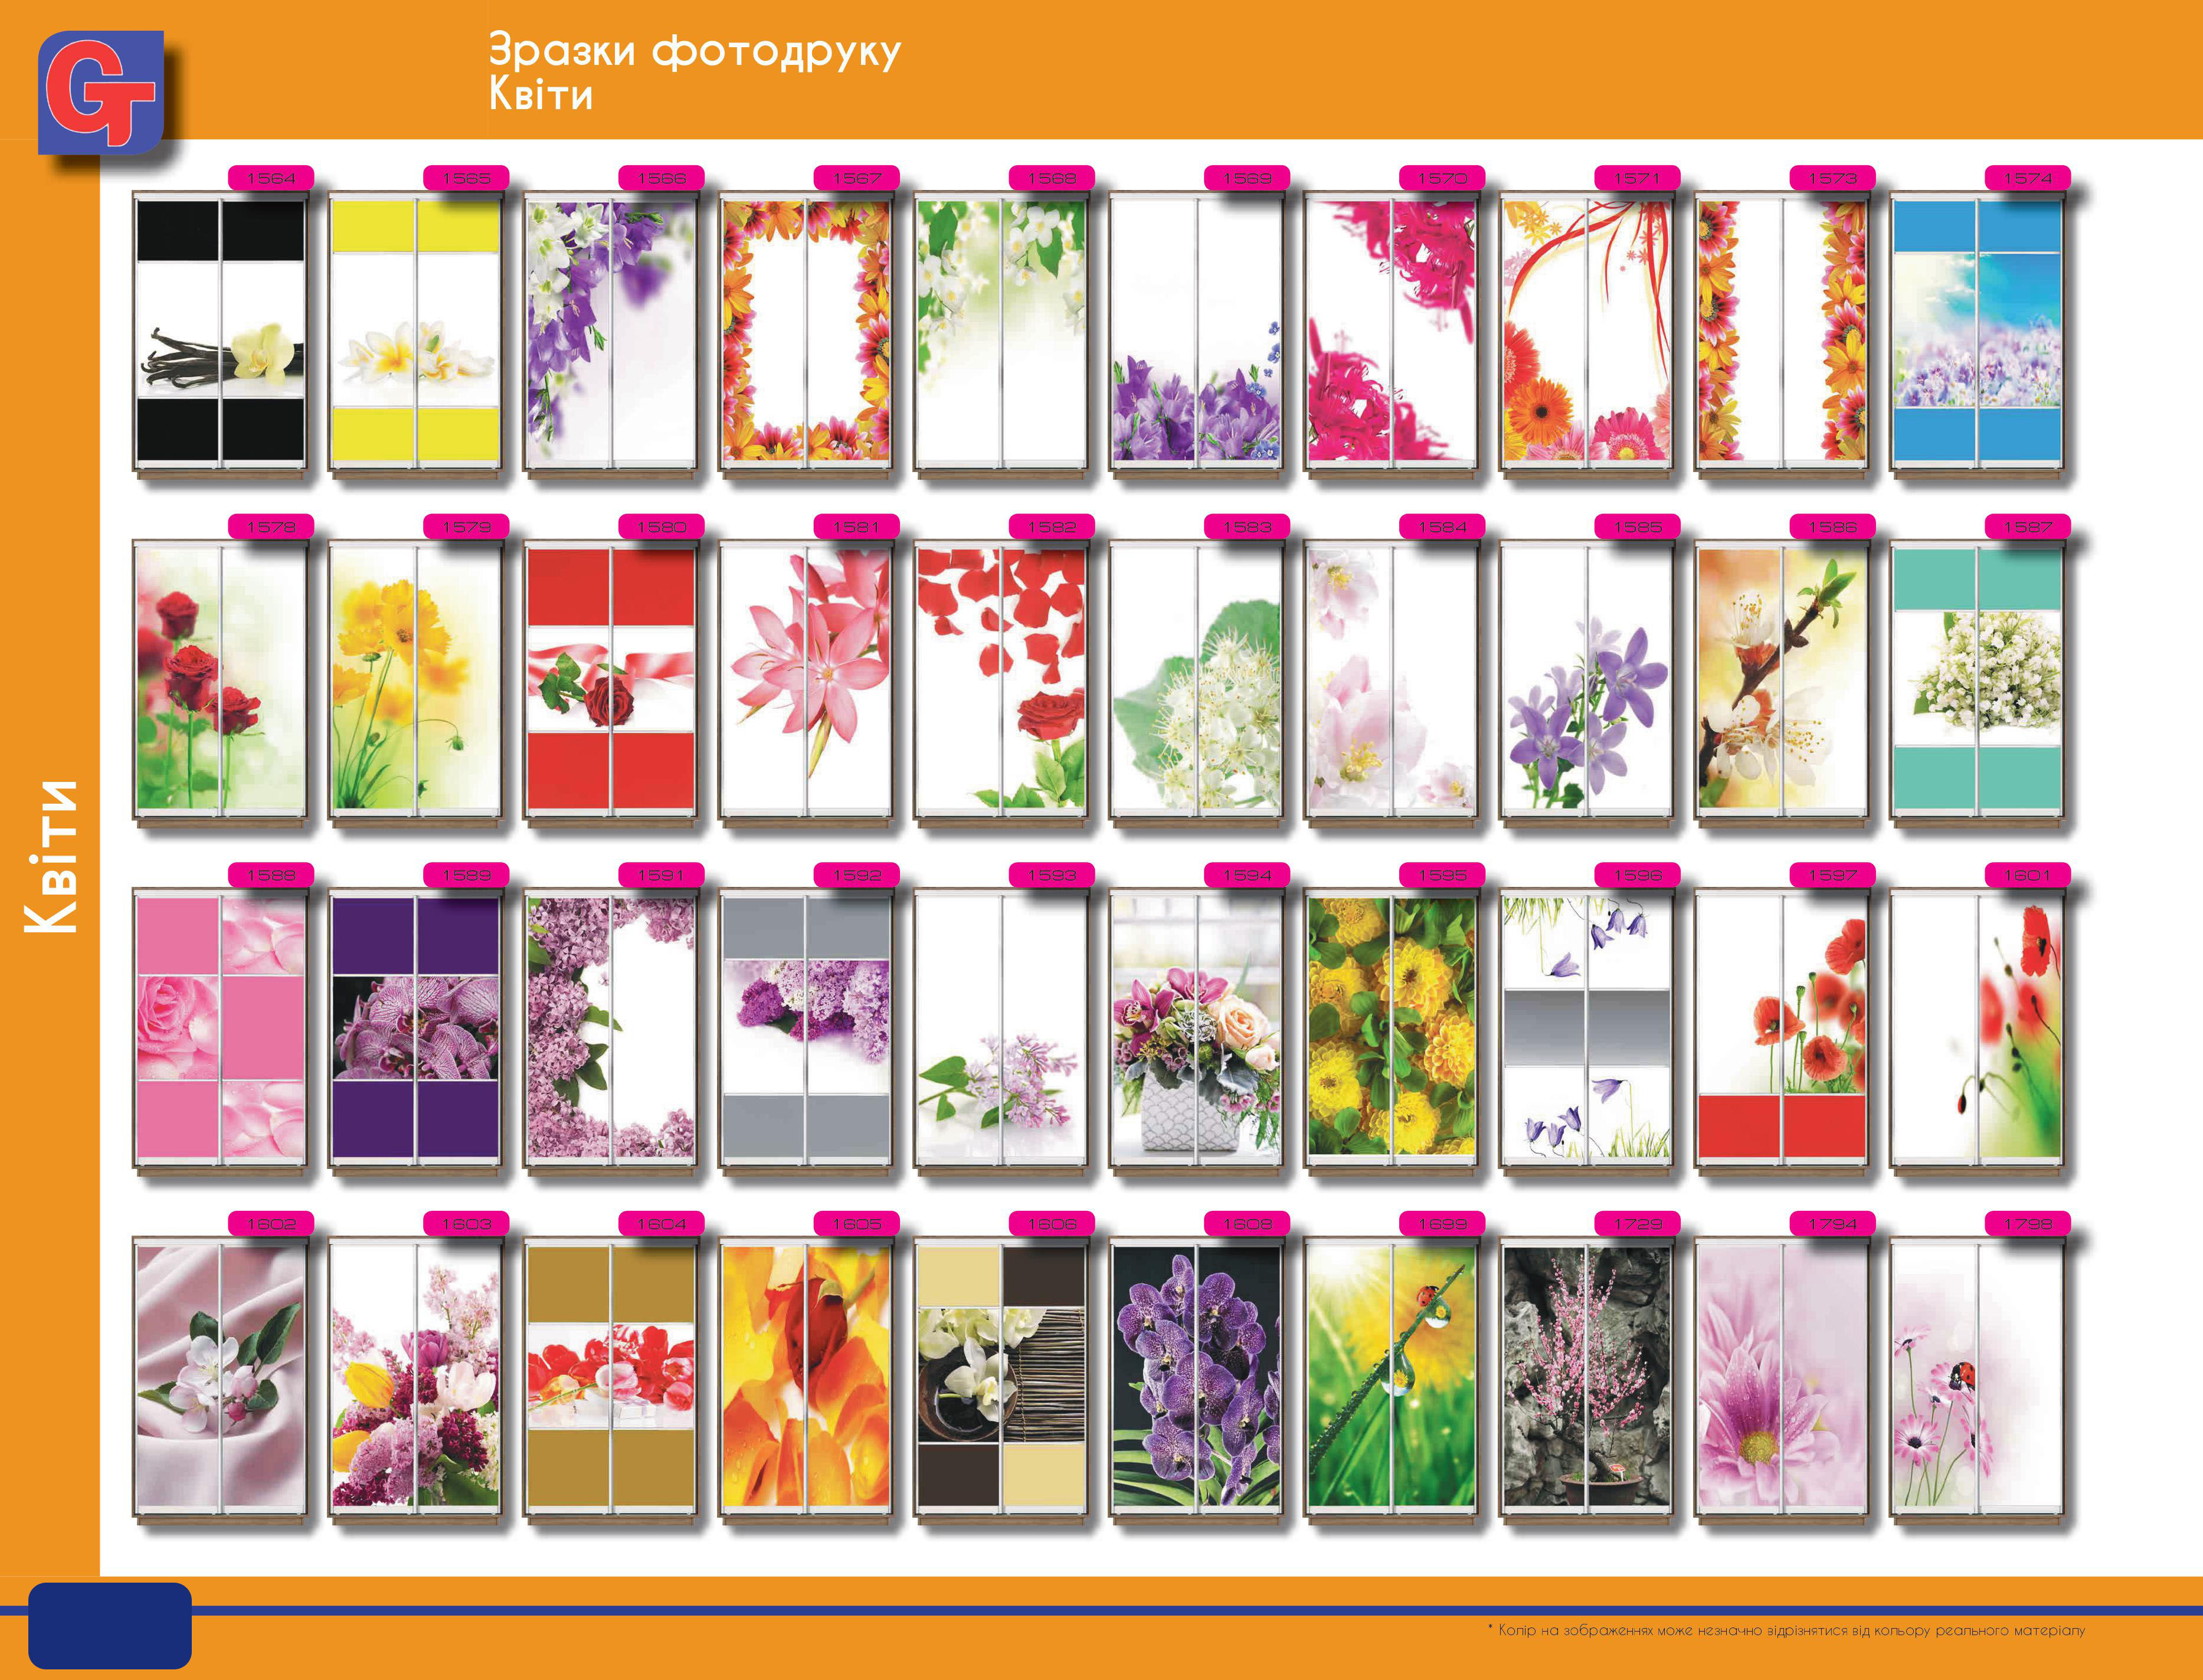 GT
Зразки фотодруку
Квіти
1564 1565 1566 1567 1568 1569 1570 1571 1573 1574
1578 1579 1580 1581 1582 1583 1584 1585 1586 1587
Квіти
1588 1589 1591 1592 1593 1594 1595 1596 1597 1601
1602 1603 1604 1605 1606 1608 1699 1729 1794 1798
* Колір на зображеннях може незначно відрізнятися від кольору реального матеріалу